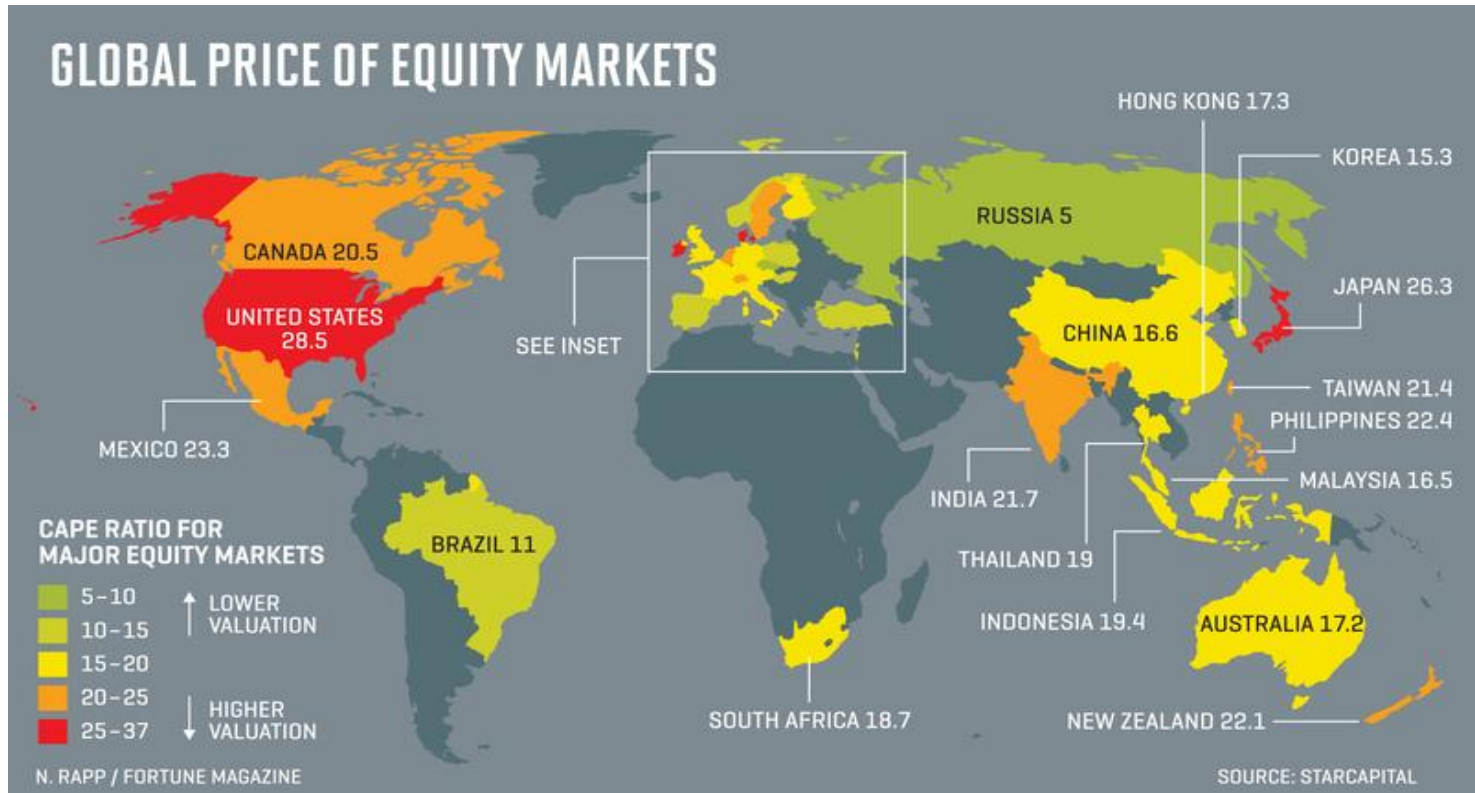 GLOBAL PRICE OF EQUITY MARKETS
HONG KONG 17.3
KOREA 15.3
RUSSIA 5
CANADA 20.5
JAPAN 26.3
UNITED STATES
28.5
CHINA 16.6
SEE INSET
TAIWAN 21.4
PHILIPPINES 22.4
MEXICO 23.3
MALAYSIA 16.5
INDIA 21.7
CAPE RATIO FOR
MAJOR EQUITY MARKETS
BRAZIL 11
THAILAND 19
5–10
LOWER
VALUATION
10–15
INDONESIA 19.4
AUSTRALIA 17.2
15–20
20–25
HIGHER
VALUATION
25–37
SOUTH AFRICA 18.7
NEW ZEALAND 22.1
N. RAPP / FORTUNE MAGAZINE
SOURCE: STARCAPITAL